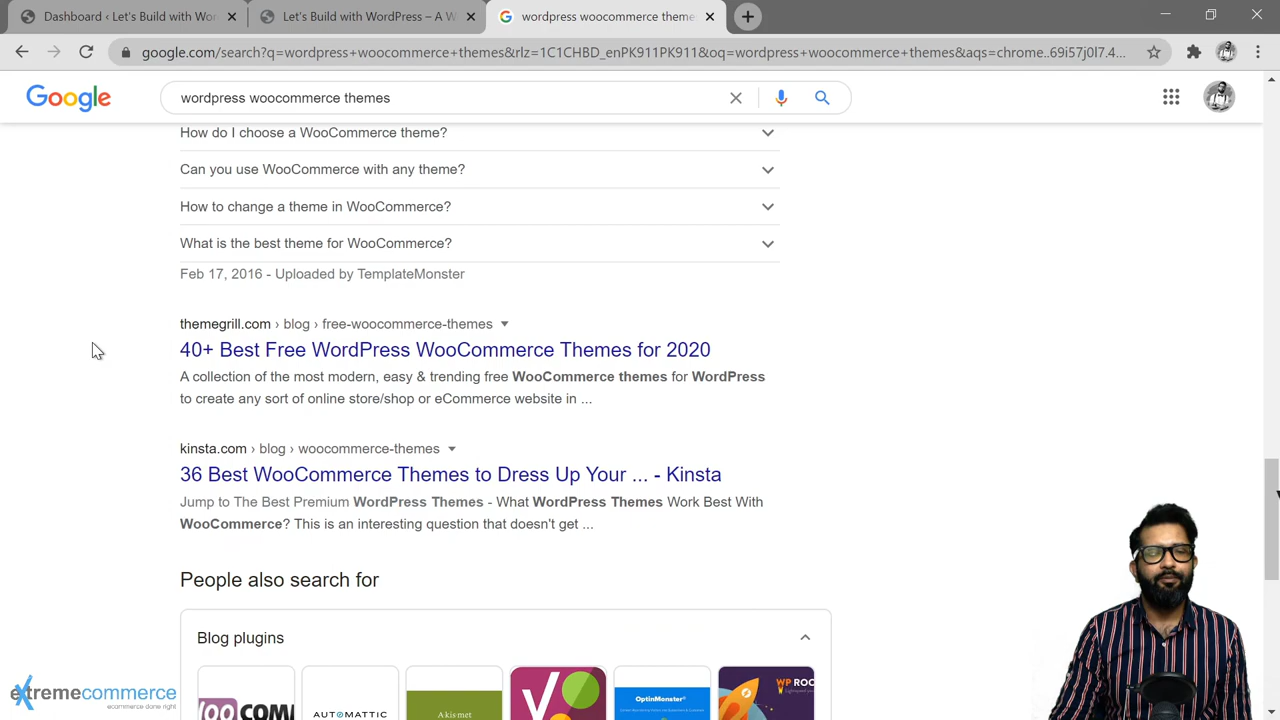 Dashboard ‹ Let's Build with Wor
Let's Build with WordPress – A W
wordpress woocommerce theme
google.com/search?q=wordpress+woocommerce+themes&rlz=1C1CHBD_enPK911PK911&oq=wordpress+woocommerce+themes&aqs=chrome..69i57j0l7.4...
Google
wordpress woocommerce themes
How do I choose a WooCommerce theme?
Can you use WooCommerce with any theme?
How to change a theme in WooCommerce?
What is the best theme for WooCommerce?
Feb 17, 2016 - Uploaded by TemplateMonster
themegrill.com › blog › free-woocommerce-themes
40+ Best Free WordPress WooCommerce Themes for 2020
A collection of the most modern, easy & trending free WooCommerce themes for WordPress
to create any sort of online store/shop or eCommerce website in ...
kinsta.com › blog › woocommerce-themes
36 Best WooCommerce Themes to Dress Up Your ... - Kinsta
Jump to The Best Premium WordPress Themes - What WordPress Themes Work Best With
WooCommerce? This is an interesting question that doesn't get ...
People also search for
Blog plugins
AUTOMATTIC
Akismet
OptinMonster
WP ROC
extremecommerce
ecommerce done right